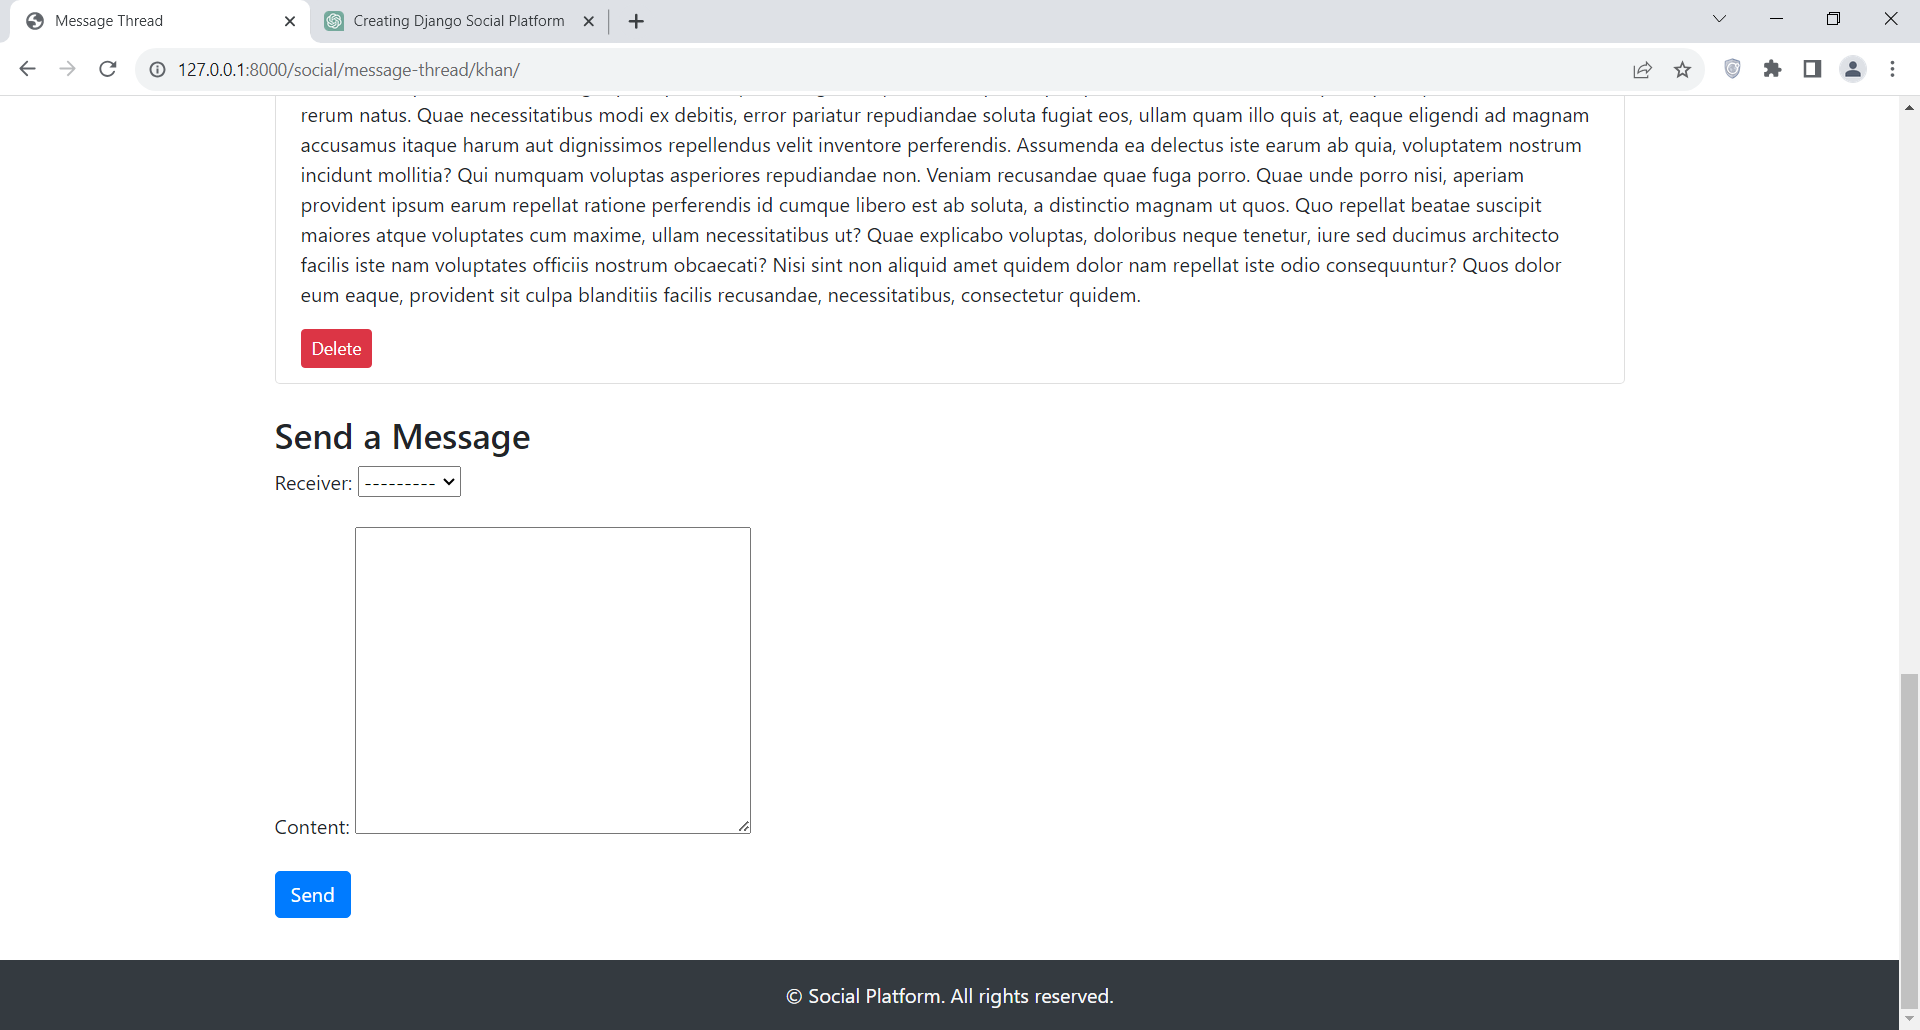 Message Thread
Creating Django Social Platform
127.0.0.1:8000/social/message-thread/khan/
rerum natus. Quae necessitatibus modi ex debitis, error pariatur repudiandae soluta fugiat eos, ullam quam illo quis at, eaque eligendi ad magnam
accusamus itaque harum aut dignissimos repellendus velit inventore perferendis. Assumenda ea delectus iste earum ab quia, voluptatem nostrum
incidunt mollitia? Qui numquam voluptas asperiores repudiandae non. Veniam recusandae quae fuga porro. Quae unde porro nisi, aperiam
provident ipsum earum repellat ratione perferendis id cumque libero est ab soluta, a distinctio magnam ut quos. Quo repellat beatae suscipit
maiores atque voluptates cum maxime, ullam necessitatibus ut? Quae explicabo voluptas, doloribus neque tenetur, iure sed ducimus architecto
facilis iste nam voluptates officiis nostrum obcaecati? Nisi sint non aliquid amet quidem dolor nam repellat iste odio consequuntur? Quos dolor
eum eaque, provident sit culpa blanditiis facilis recusandae, necessitatibus, consectetur quidem.
Delete
Send a Message
Receiver: ---------
Content:
Send
© Social Platform. All rights reserved.